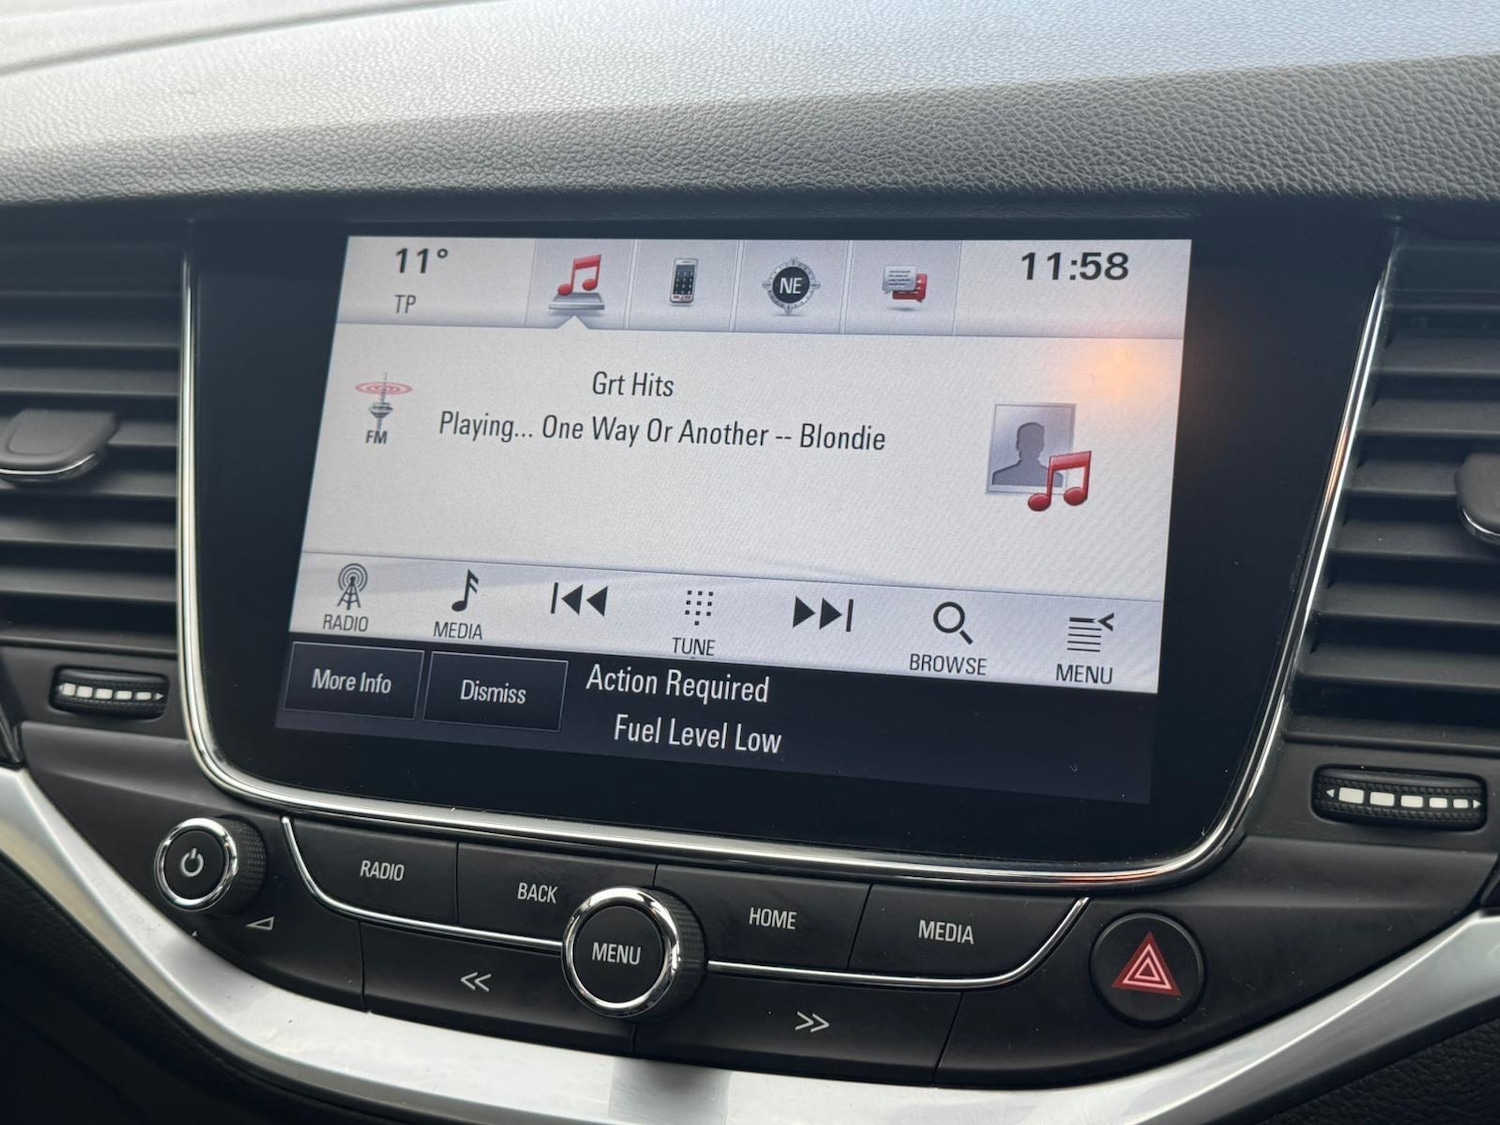 11°
TP
NE
11:58
FM
Grt Hits
Playing... One Way Or Another -- Blondie
RADIO
MEDIA
TUNE
BROWSE
MENU
More Info
Dismiss
Action Required
Fuel Level Low
RADIO
BACK
MENU
HOME
MEDIA